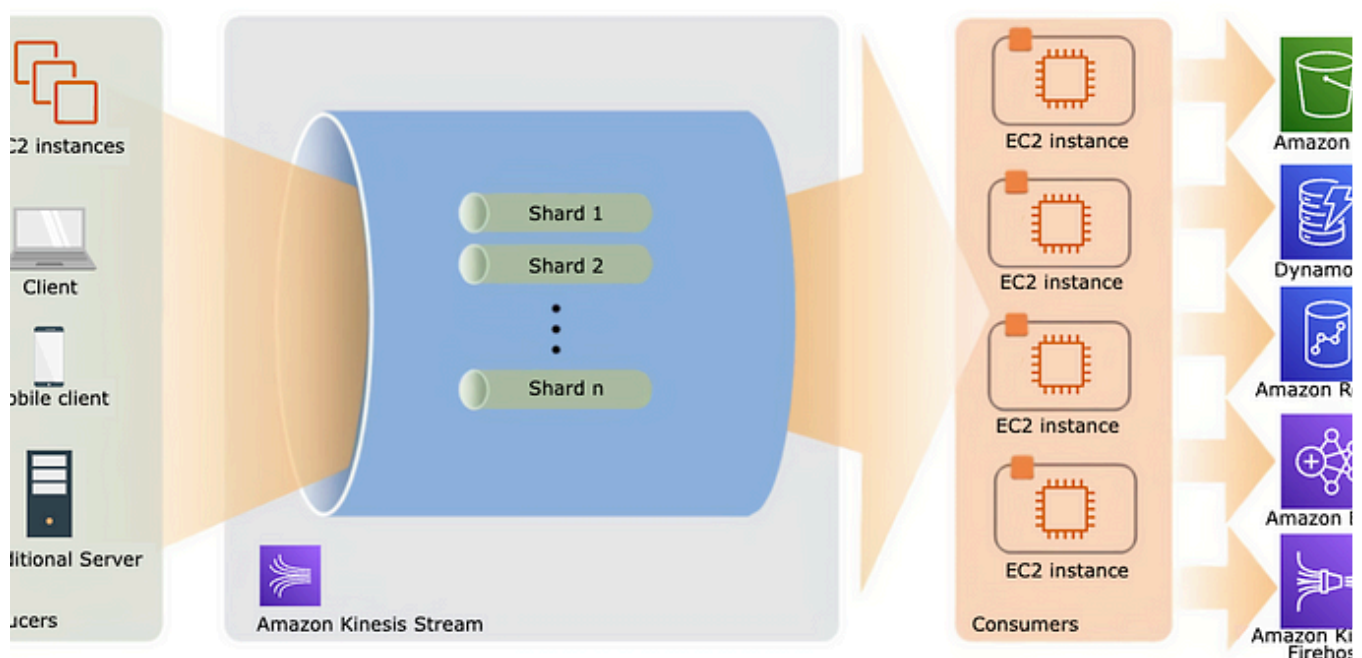 C2 instances
Client
obile client
ditional Server
ucers
Shard 1
Shard 2
Shard n
Amazon Kinesis Stream
EC2 instance
EC2 instance
EC2 instance
EC2 instance
Consumers
Amazon
Dynamo
Amazon R
Amazon E
Amazon Ki
Firehos